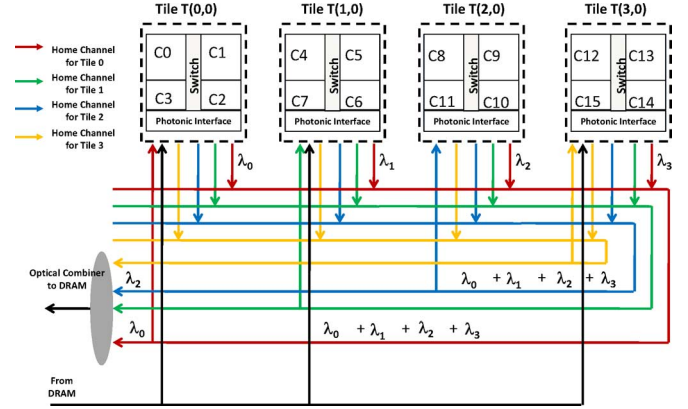 Tile T(0,0) Tile T(1,0) Tile T(2,0) Tile T(3,0)
Home Channel
for Tile 0
Home Channel
for Tile 1
Home Channel
for Tile 2
Home Channel
for Tile 3
C0 C1
Switch
C3 C2
Photonic Interface
C4 C5
Switch
C7 C6
Photonic Interface
C8 C9
Switch
C11 C10
Photonic Interface
C12 C13
Switch
C15 C14
Photonic Interface
λ0 λ1 λ2 λ3
Optical Combiner
to DRAM
λ2
λ0 + λ1 + λ2 + λ3
λ0
λ0 + λ1 + λ2 + λ3
From
DRAM